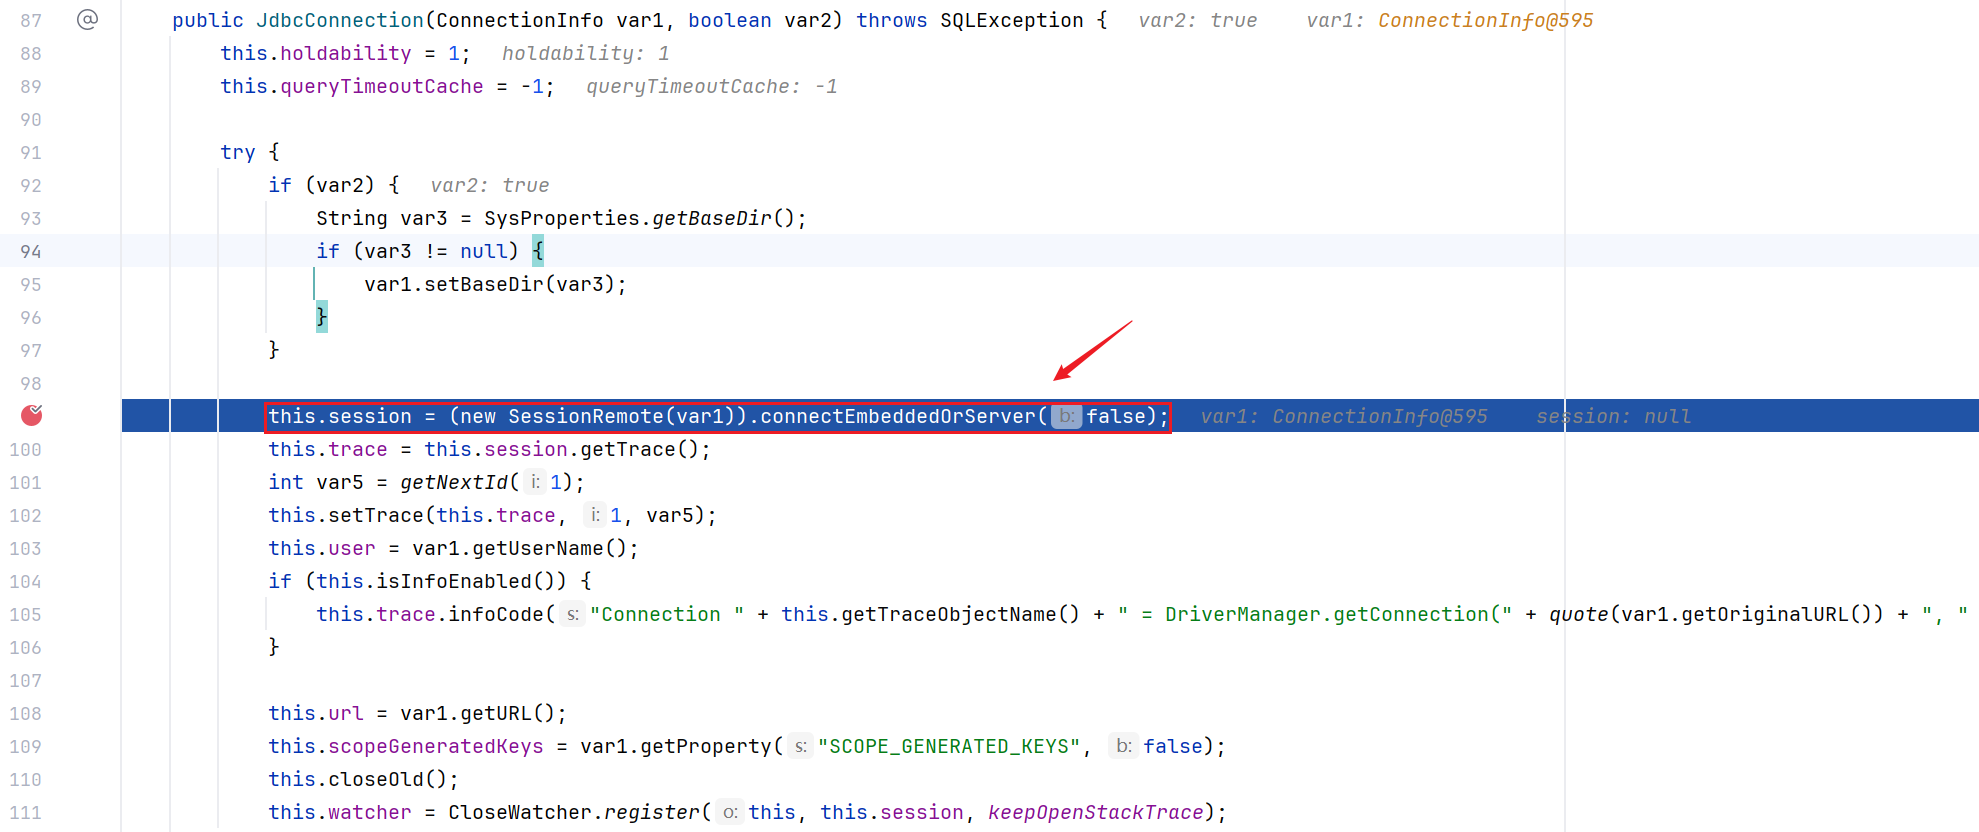 87 @ public JdbcConnection(ConnectionInfo var1, boolean var2) throws SQLException { var2: true var1: ConnectionInfo@595
88 this.holdability = 1; holdability: 1
89 this.queryTimeoutCache = -1; queryTimeoutCache: -1
90
91 try {
92 if (var2) { var2: true
93 String var3 = SysProperties.getBaseDir();
94 if (var3 != null) {
95 var1.setBaseDir(var3);
96 }
97 }
98
this.session = (new SessionRemote(var1)).connectEmbeddedOrServer( b: false); var1: ConnectionInfo@595 session: null
100 this.trace = this.session.getTrace();
101 int var5 = getNextId( i: 1);
102 this.setTrace(this.trace, i: 1, var5);
103 this.user = var1.getUserName();
104 if (this.isInfoEnabled()) {
105 this.trace.infoCode( s: "Connection " + this.getTraceObjectName() + " = DriverManager.getConnection(" + quote(var1.getOriginalURL()) + ", "
106 }
107
108 this.url = var1.getURL();
109 this.scopeGeneratedKeys = var1.getProperty( s: "SCOPE_GENERATED_KEYS", b: false);
110 this.closeOld();
111 this.watcher = CloseWatcher.register( o: this, this.session, keepOpenStackTrace);